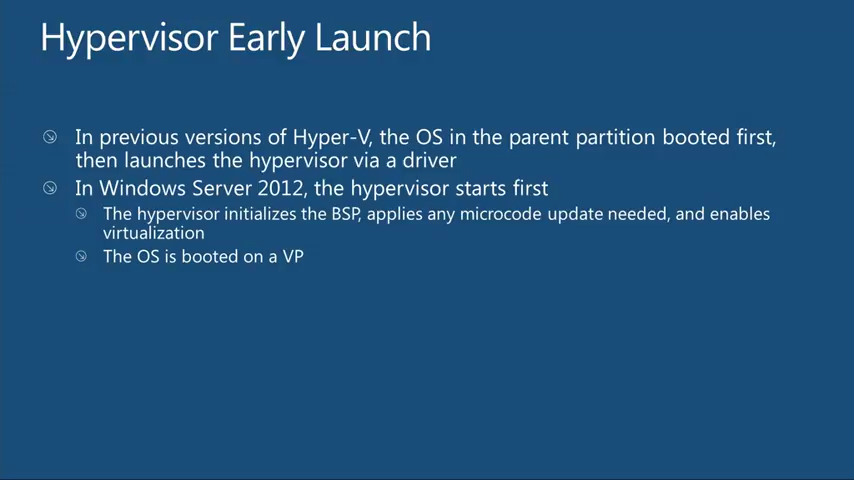 Hypervisor Early Launch
In previous versions of Hyper-V, the OS in the parent partition booted first,
then launches the hypervisor via a driver
In Windows Server 2012, the hypervisor starts first
The hypervisor initializes the BSP, applies any microcode update needed, and enables
virtualization
The OS is booted on a VP